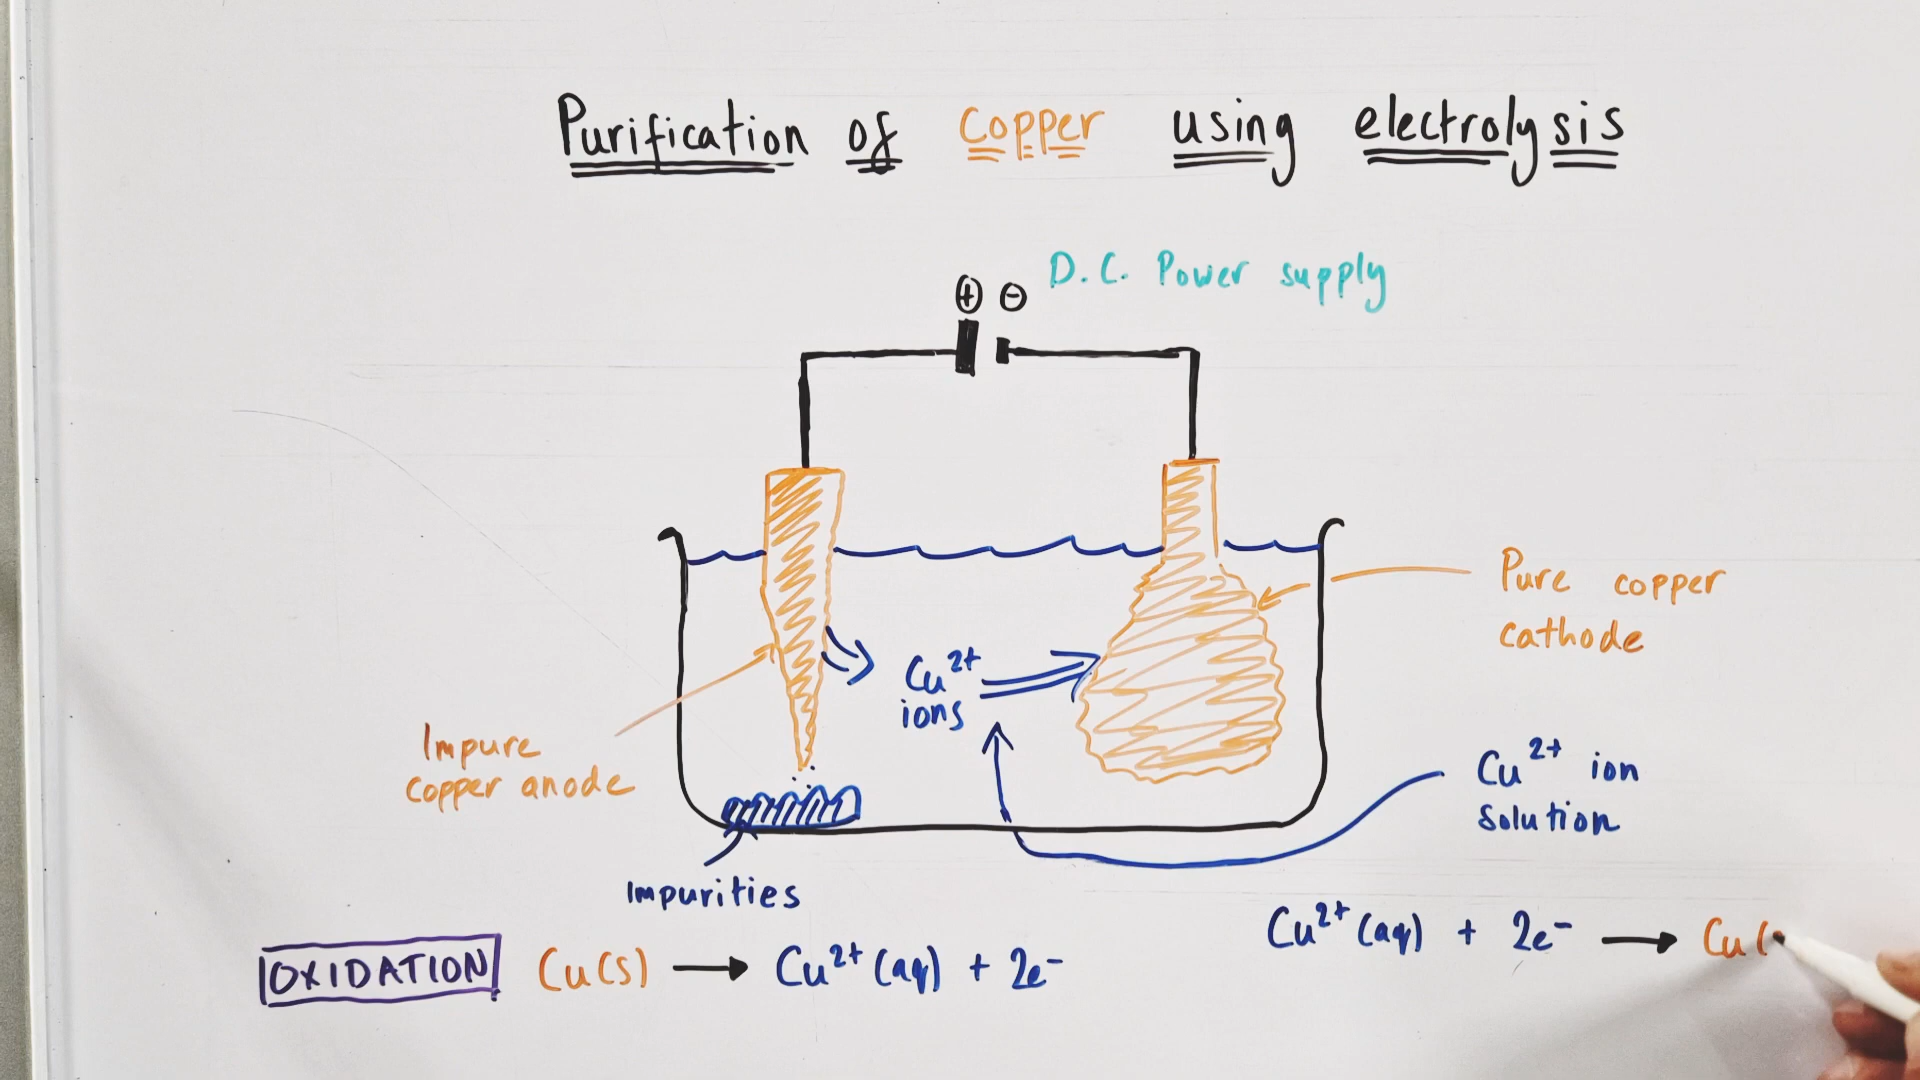 Purification of copper using electrolysis
D.C. Power supply
⊕ ⊖
Pure copper
cathode
Cu²⁺
ions
Impure
copper anode
Cu²⁺ ion
solution
Impurities
Cu²⁺(aq) + 2e⁻ → Cu(
OXIDATION Cu(s) → Cu²⁺(aq) + 2e⁻